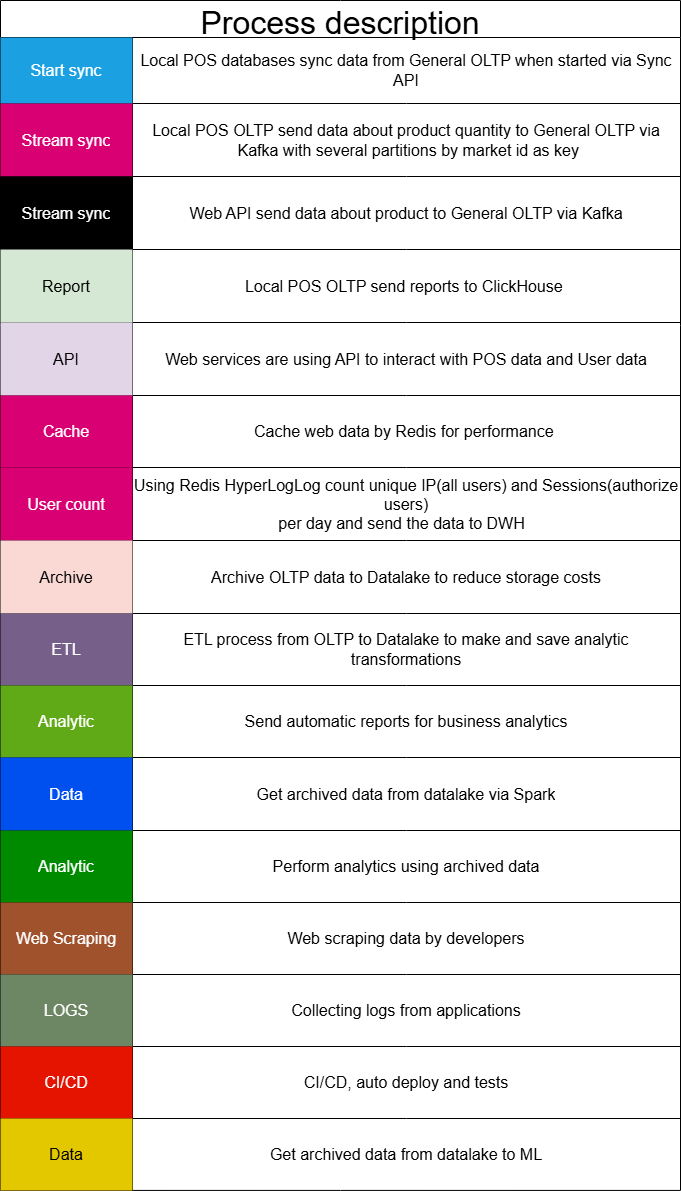 Process description
Start sync
Local POS databases sync data from General OLTP when started via Sync
API
Stream sync
Local POS OLTP send data about product quantity to General OLTP via
Kafka with several partitions by market id as key
Stream sync
Web API send data about product to General OLTP via Kafka
Report
Local POS OLTP send reports to ClickHouse
API
Web services are using API to interact with POS data and User data
Cache
Cache web data by Redis for performance
User count
Using Redis HyperLogLog count unique IP(all users) and Sessions(authorize
users)
per day and send the data to DWH
Archive
Archive OLTP data to Datalake to reduce storage costs
ETL
ETL process from OLTP to Datalake to make and save analytic
transformations
Analytic
Send automatic reports for business analytics
Data
Get archived data from datalake via Spark
Analytic
Perform analytics using archived data
Web Scraping
Web scraping data by developers
LOGS
Collecting logs from applications
CI/CD
CI/CD, auto deploy and tests
Data
Get archived data from datalake to ML